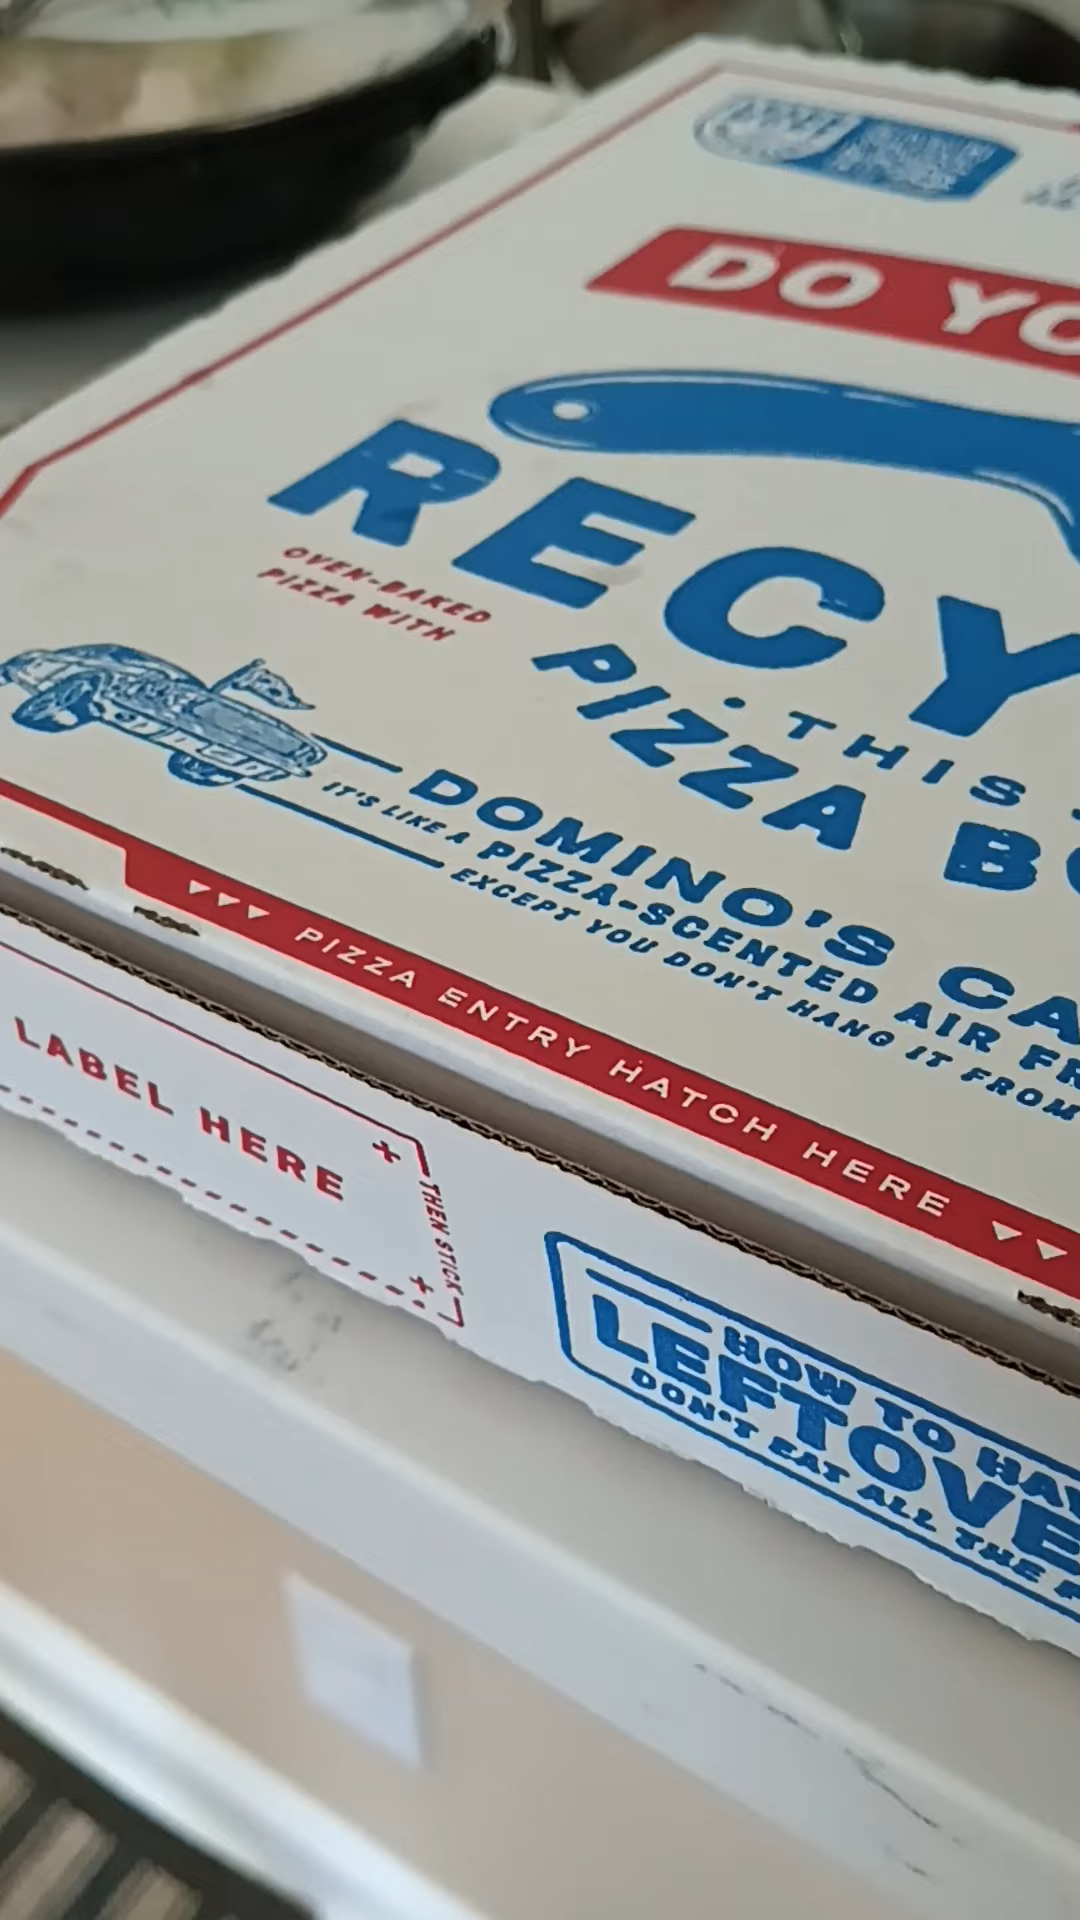 DO YO
RECY
OVEN-BAKED
PIZZA WITH
• THIS
PIZZA BO
DOMINO'S CA
IT'S LIKE A PIZZA-SCENTED AIR FR
EXCEPT YOU DON'T HANG IT FROM
PIZZA ENTRY HATCH HERE
LABEL HERE
THEN STICK
HOW TO HAV
LEFTOVE
DON'T EAT ALL THE P